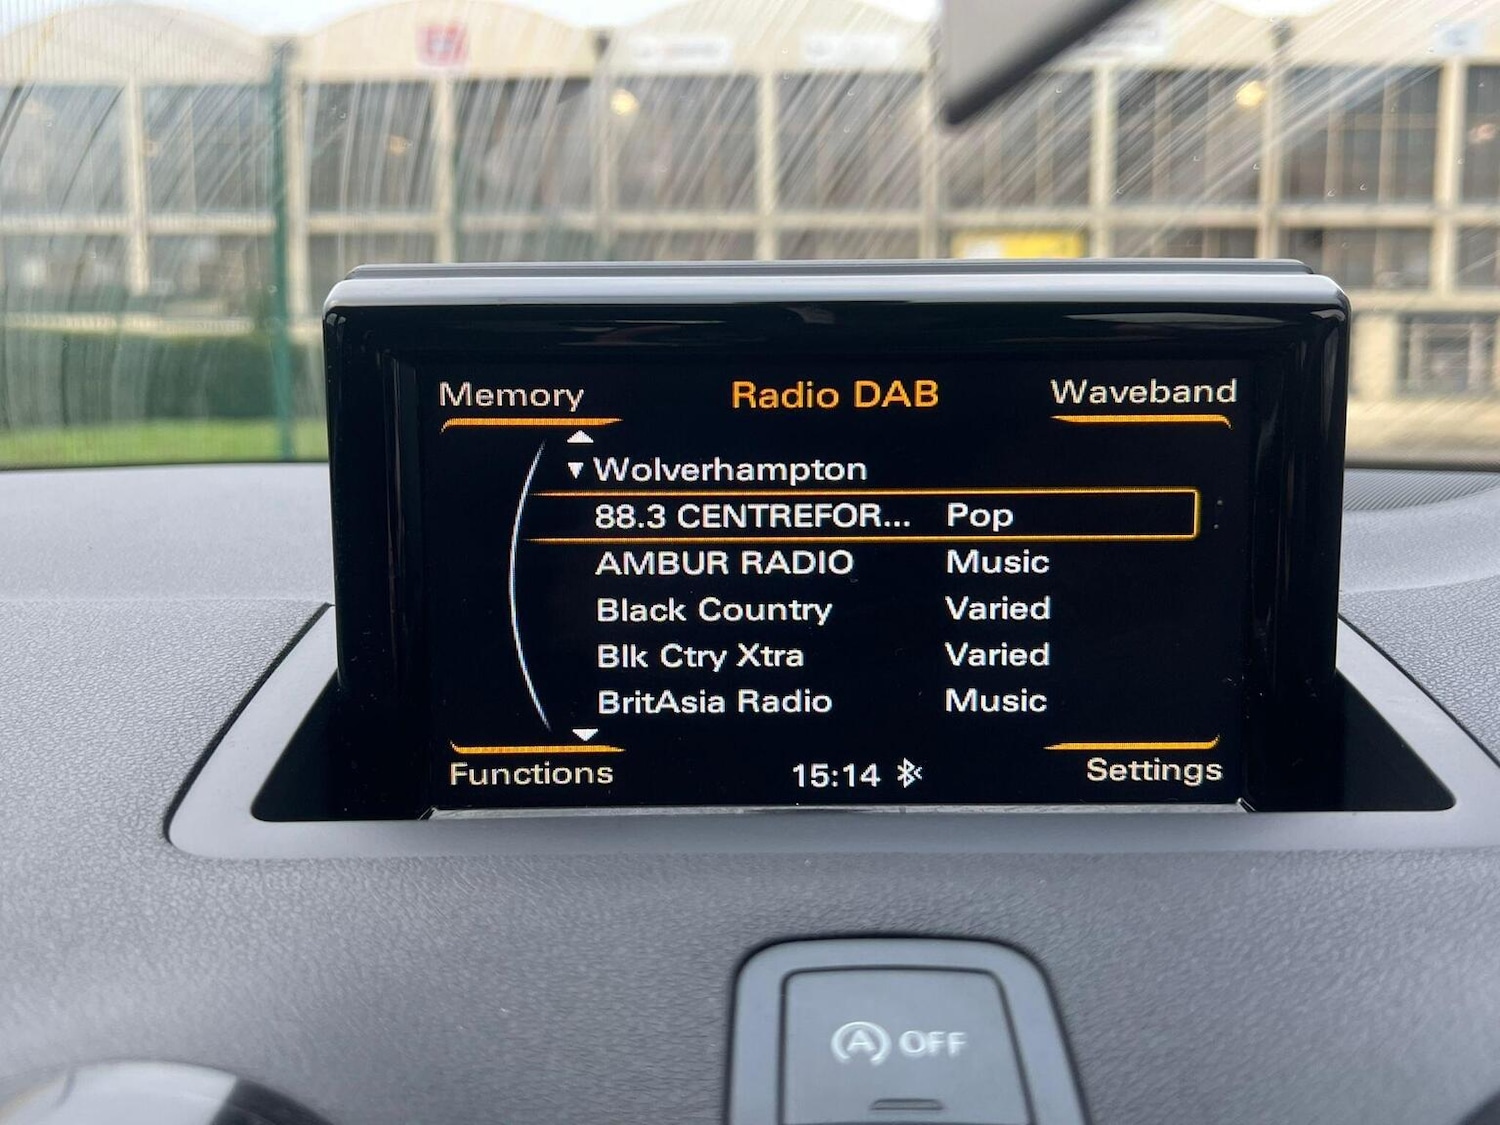 Memory Radio DAB Waveband
Wolverhampton
88.3 CENTREFOR... Pop
AMBUR RADIO Music
Black Country Varied
Blk Ctry Xtra Varied
BritAsia Radio Music
Functions 15:14 Settings
A OFF